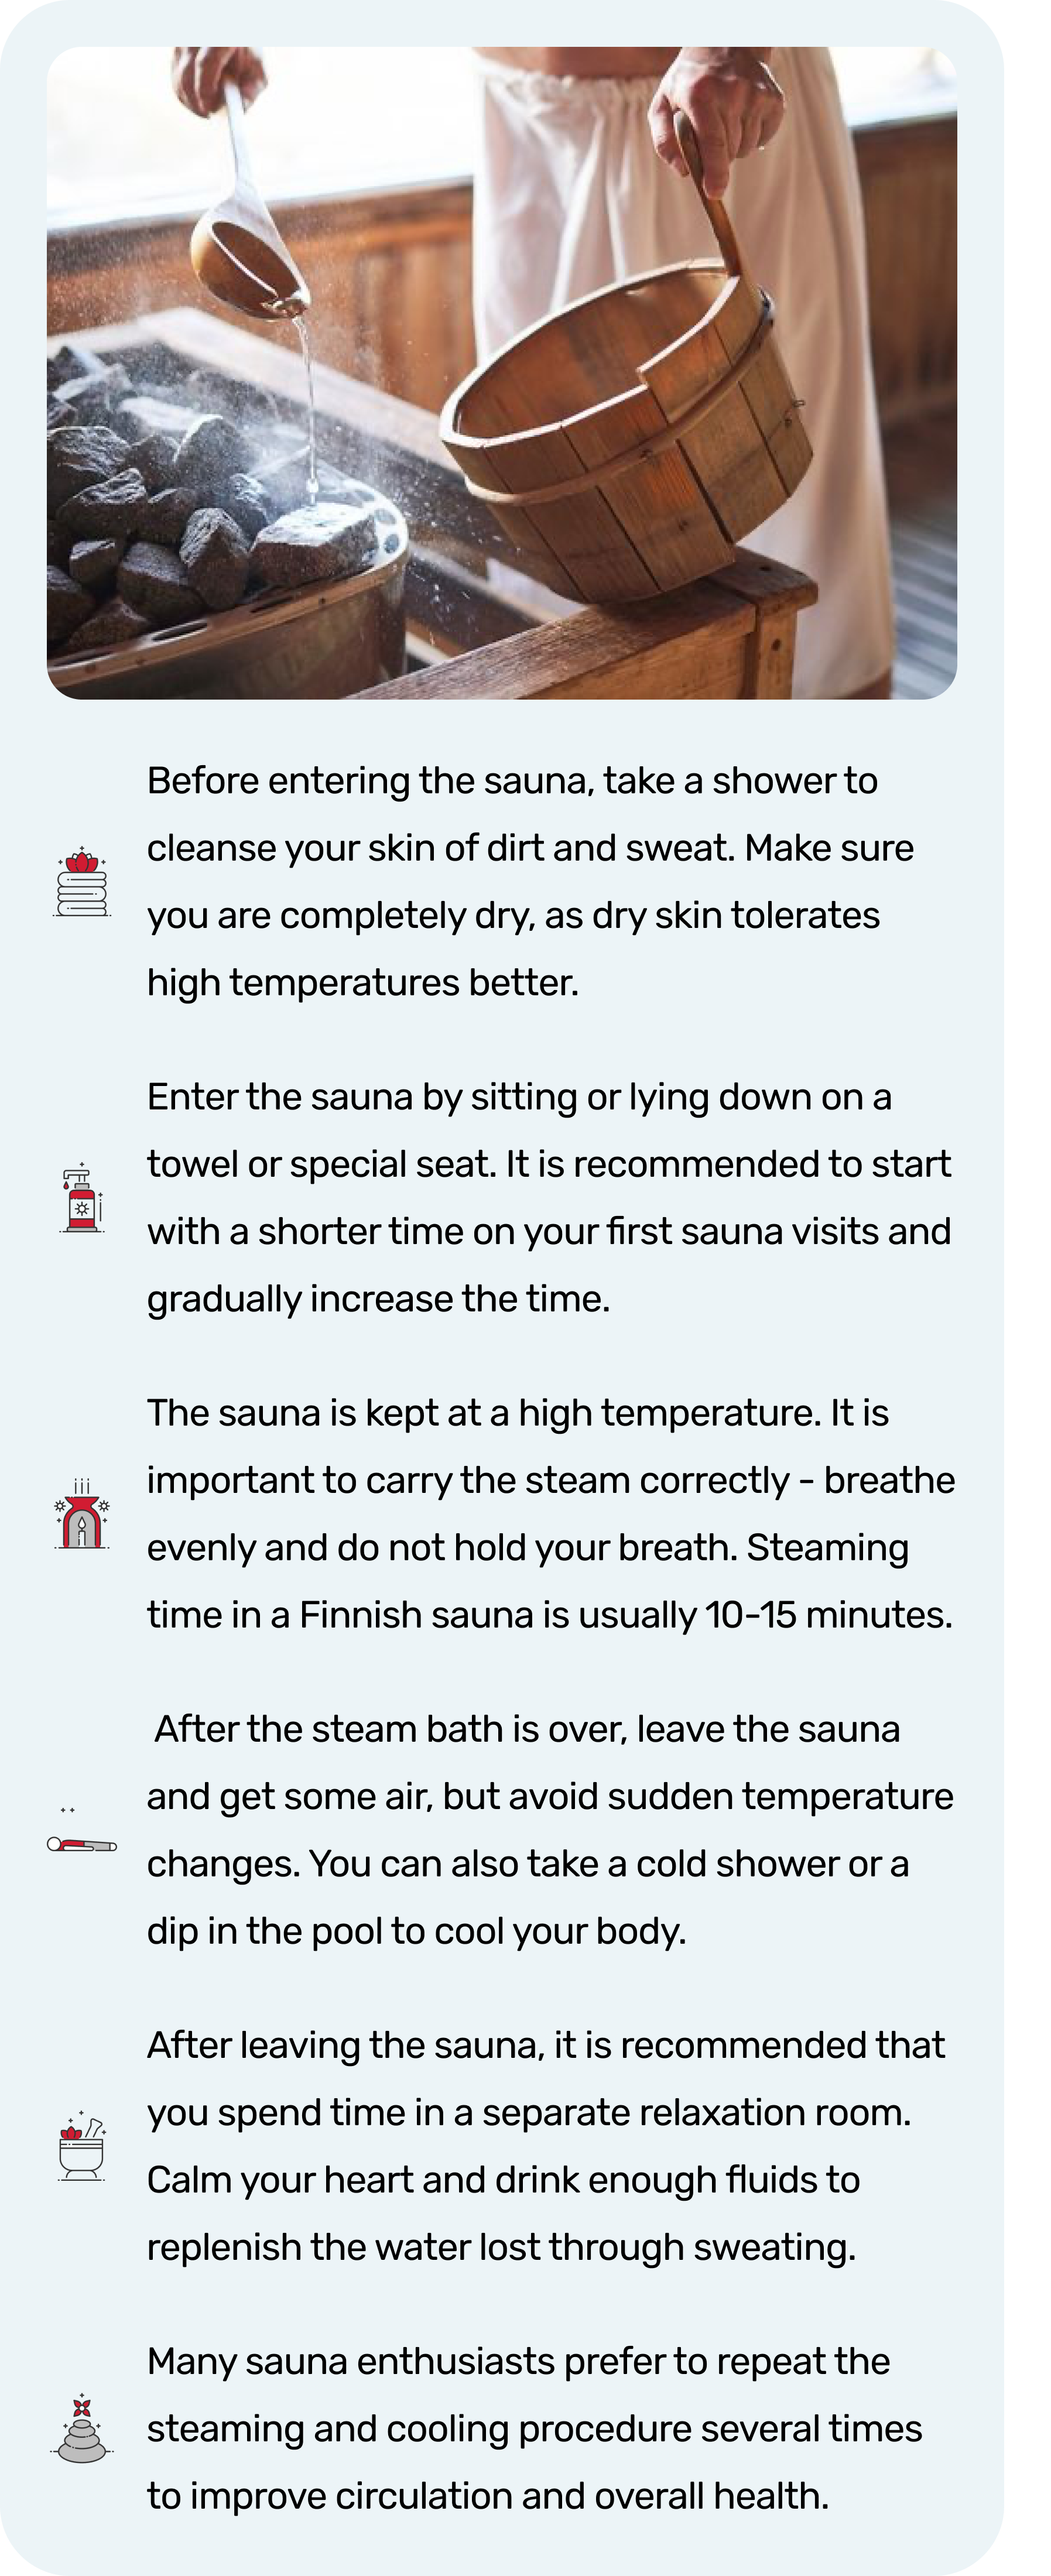 Before entering the sauna, take a shower to
cleanse your skin of dirt and sweat. Make sure
you are completely dry, as dry skin tolerates
high temperatures better.
Enter the sauna by sitting or lying down on a
towel or special seat. It is recommended to start
with a shorter time on your first sauna visits and
gradually increase the time.
The sauna is kept at a high temperature. It is
important to carry the steam correctly - breathe
evenly and do not hold your breath. Steaming
time in a Finnish sauna is usually 10-15 minutes.
After the steam bath is over, leave the sauna
and get some air, but avoid sudden temperature
changes. You can also take a cold shower or a
dip in the pool to cool your body.
After leaving the sauna, it is recommended that
you spend time in a separate relaxation room.
Calm your heart and drink enough fluids to
replenish the water lost through sweating.
Many sauna enthusiasts prefer to repeat the
steaming and cooling procedure several times
to improve circulation and overall health.